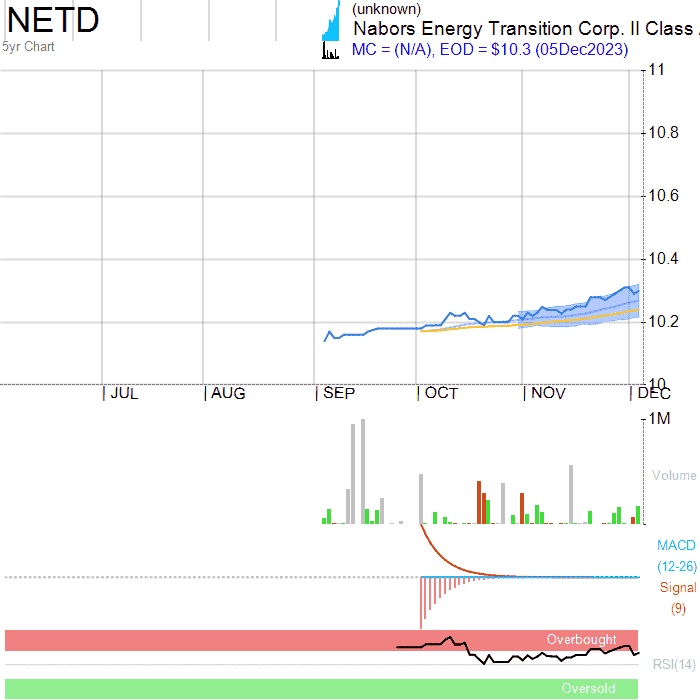 NETD
5yr Chart
(unknown)
Nabors Energy Transition Corp. II Class
MC = (N/A), EOD = $10.3 (05Dec2023)
11
10.8
10.6
10.4
10.2
10
| JUL | AUG | SEP | OCT | NOV | DEC
1M
Volume
MACD
(12-26)
Signal
(9)
Overbought
RSI(14)
Oversold